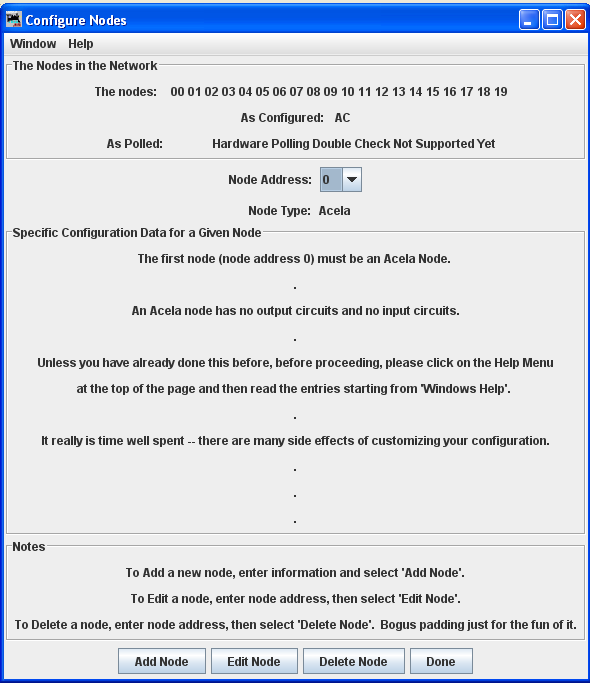 Configure Nodes
Window Help
The Nodes in the Network
The nodes: 00 01 02 03 04 05 06 07 08 09 10 11 12 13 14 15 16 17 18 19
As Configured: AC
As Polled: Hardware Polling Double Check Not Supported Yet
Node Address: 0
Node Type: Acela
Specific Configuration Data for a Given Node
The first node (node address 0) must be an Acela Node.
.
An Acela node has no output circuits and no input circuits.
.
Unless you have already done this before, before proceeding, please click on the Help Menu
at the top of the page and then read the entries starting from 'Windows Help'.
.
It really is time well spent -- there are many side effects of customizing your configuration.
.
.
.
Notes
To Add a new node, enter information and select 'Add Node'.
To Edit a node, enter node address, then select 'Edit Node'.
To Delete a node, enter node address, then select 'Delete Node'. Bogus padding just for the fun of it.
Add Node Edit Node Delete Node Done